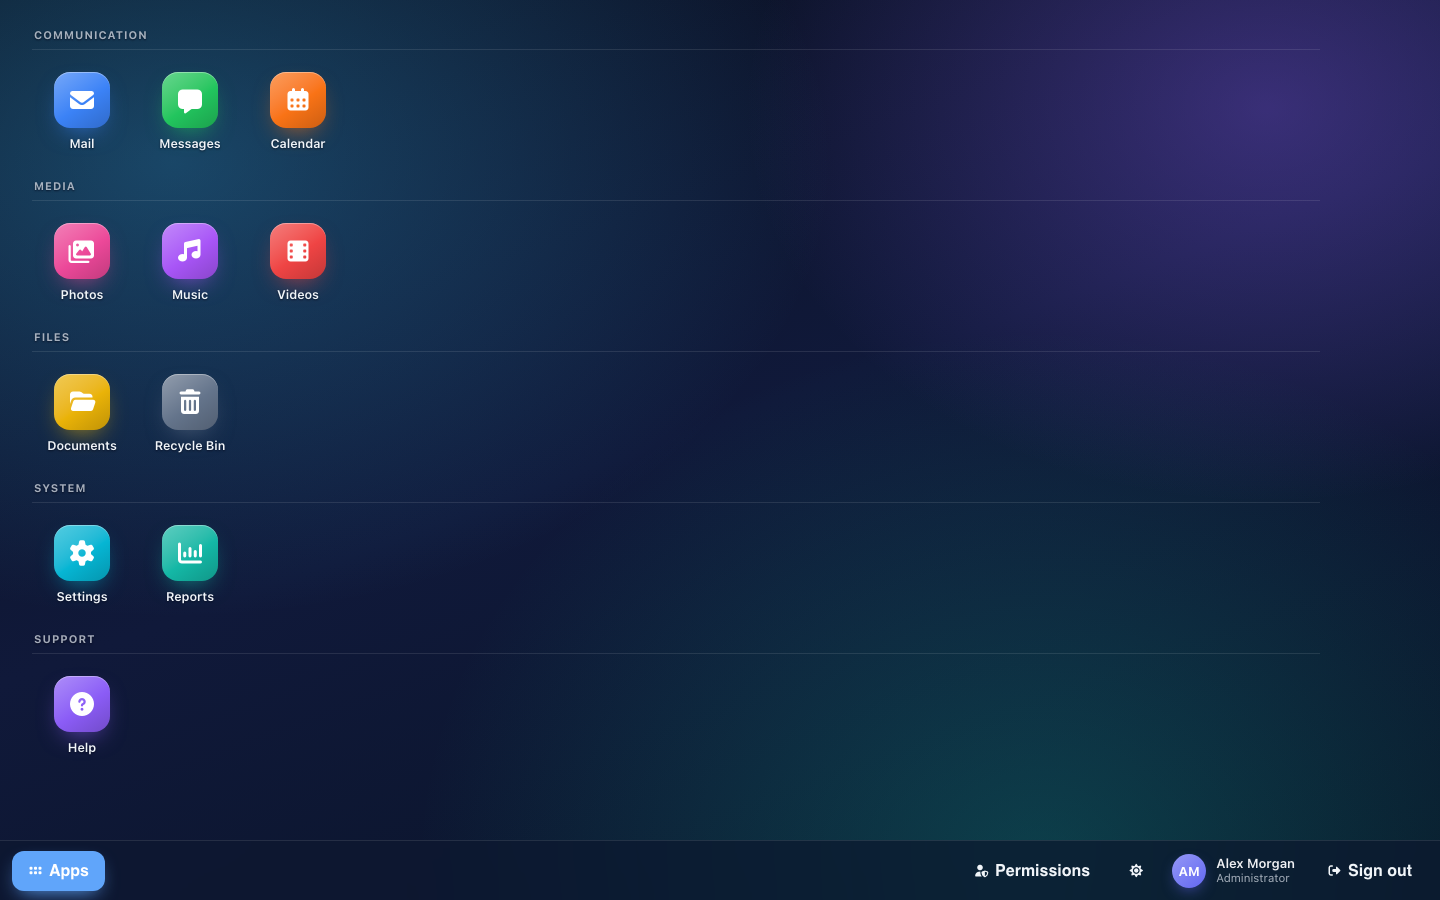 COMMUNICATION
Mail
Messages
Calendar
MEDIA
Photos
Music
Videos
FILES
Documents
Recycle Bin
SYSTEM
Settings
Reports
SUPPORT
Help
Apps
Permissions
AM
Alex Morgan
Administrator
Sign out